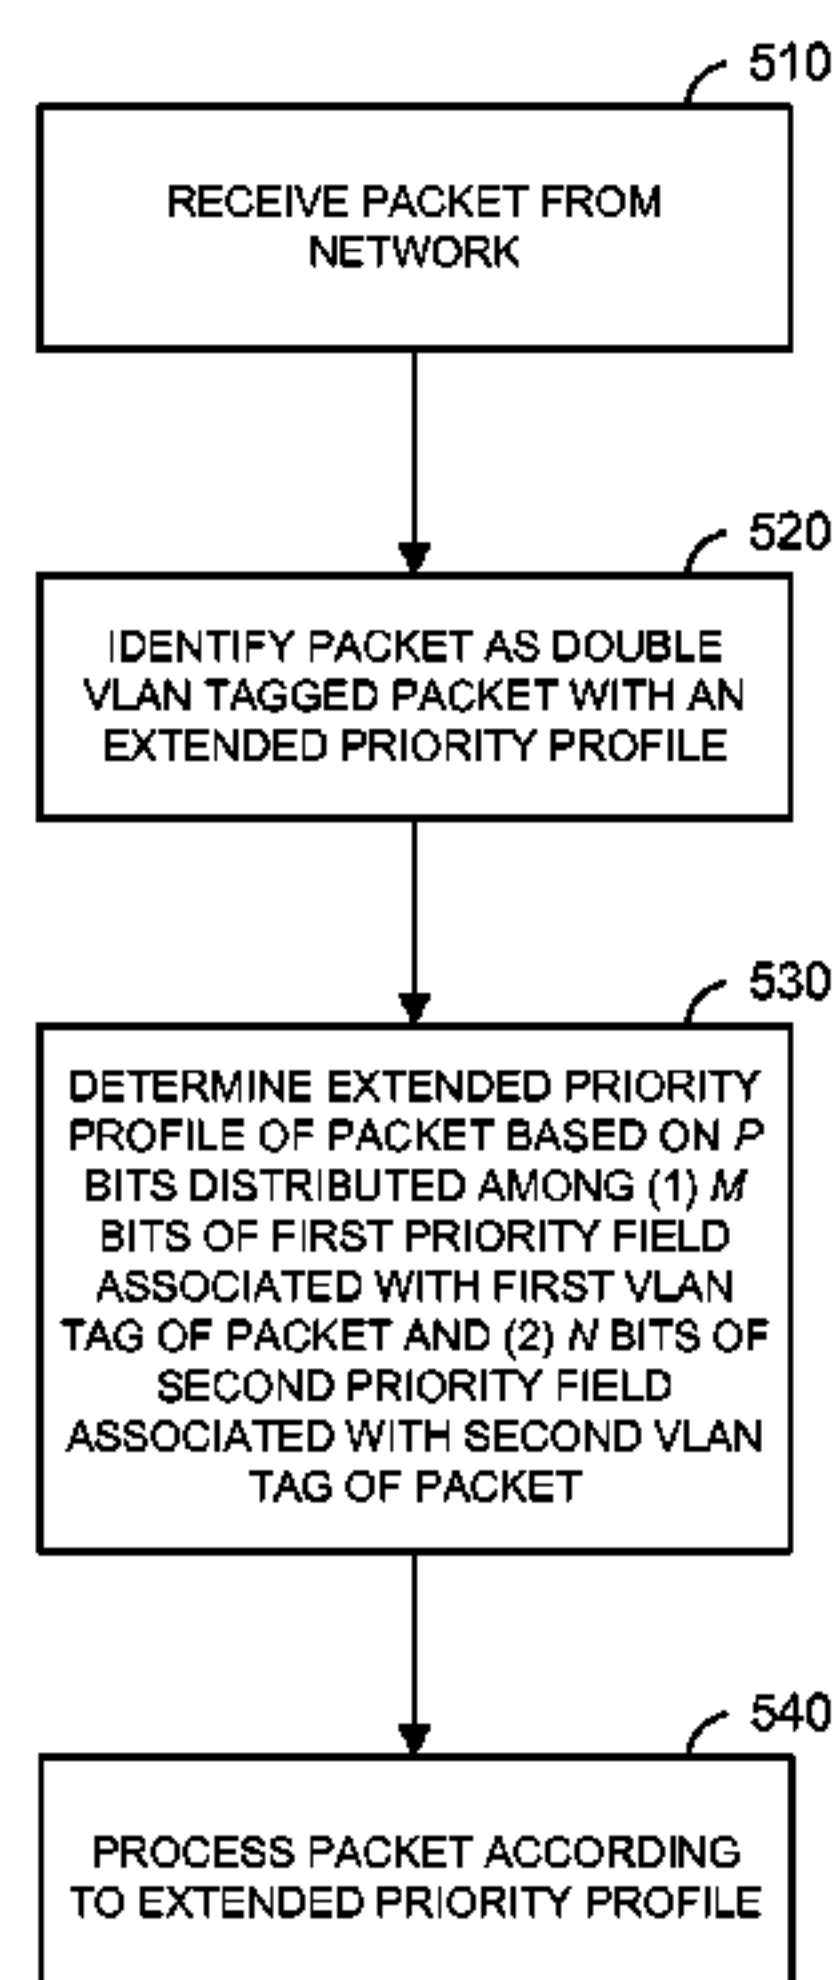 510
RECEIVE PACKET FROM
NETWORK
520
IDENTIFY PACKET AS DOUBLE
VLAN TAGGED PACKET WITH AN
EXTENDED PRIORITY PROFILE
530
DETERMINE EXTENDED PRIORITY
PROFILE OF PACKET BASED ON P
BITS DISTRIBUTED AMONG (1) M
BITS OF FIRST PRIORITY FIELD
ASSOCIATED WITH FIRST VLAN
TAG OF PACKET AND (2) N BITS OF
SECOND PRIORITY FIELD
ASSOCIATED WITH SECOND VLAN
TAG OF PACKET
540
PROCESS PACKET ACCORDING
TO EXTENDED PRIORITY PROFILE